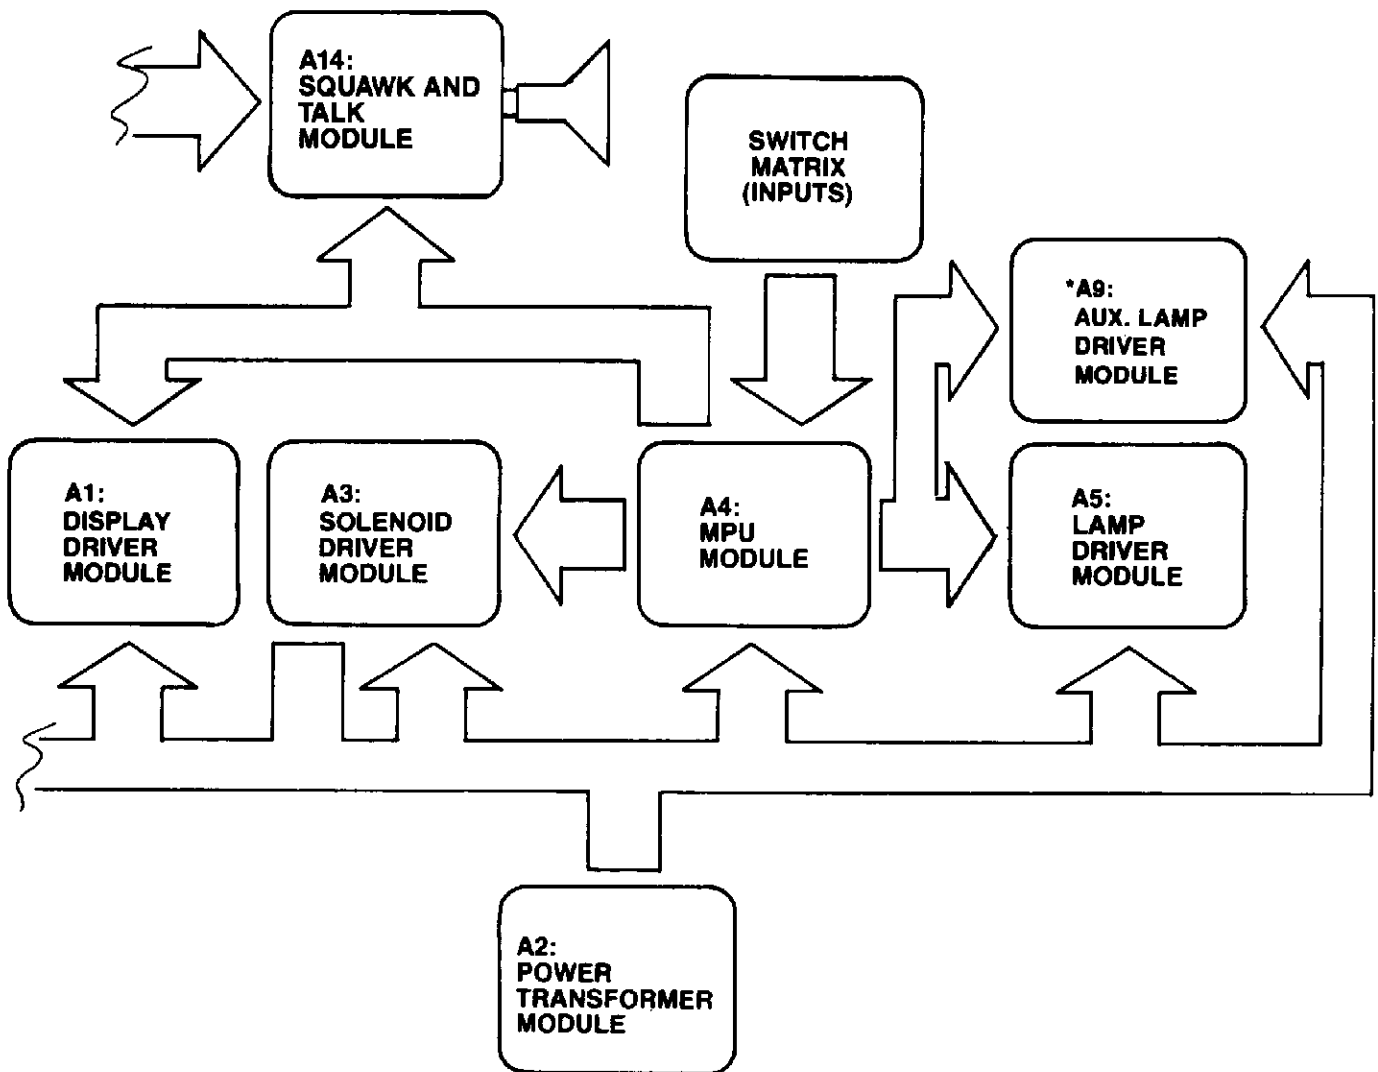 A14:
SQUAWK AND
TALK
MODULE
SWITCH
MATRIX
(INPUTS)
*A9:
AUX. LAMP
DRIVER
MODULE
A1:
DISPLAY
DRIVER
MODULE
A3:
SOLENOID
DRIVER
MODULE
A4:
MPU
MODULE
A5:
LAMP
DRIVER
MODULE
A2:
POWER
TRANSFORMER
MODULE